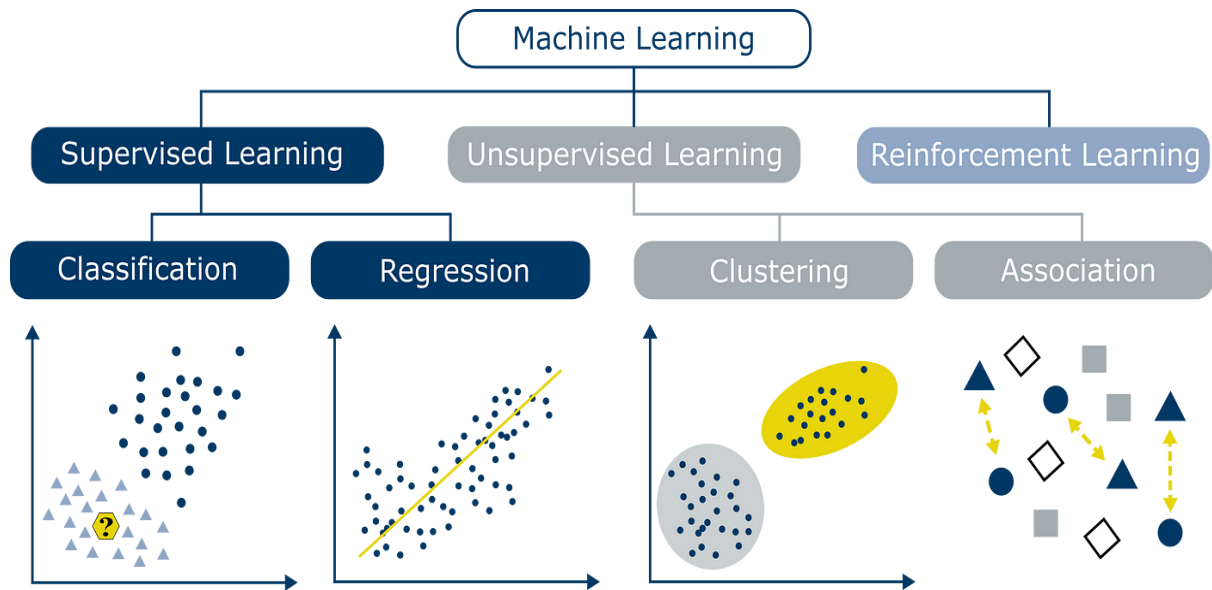 Machine Learning
Supervised Learning
Unsupervised Learning
Reinforcement Learning
Classification
Regression
Clustering
Association
?